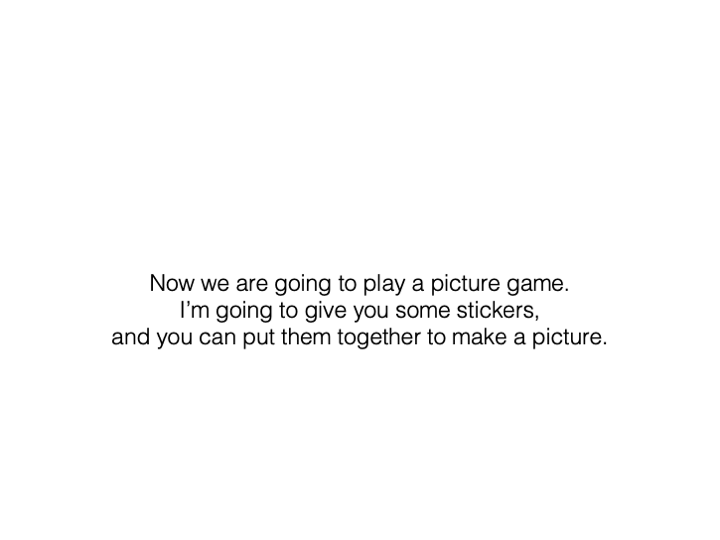 Now we are going to play a picture game.
I’m going to give you some stickers,
and you can put them together to make a picture.